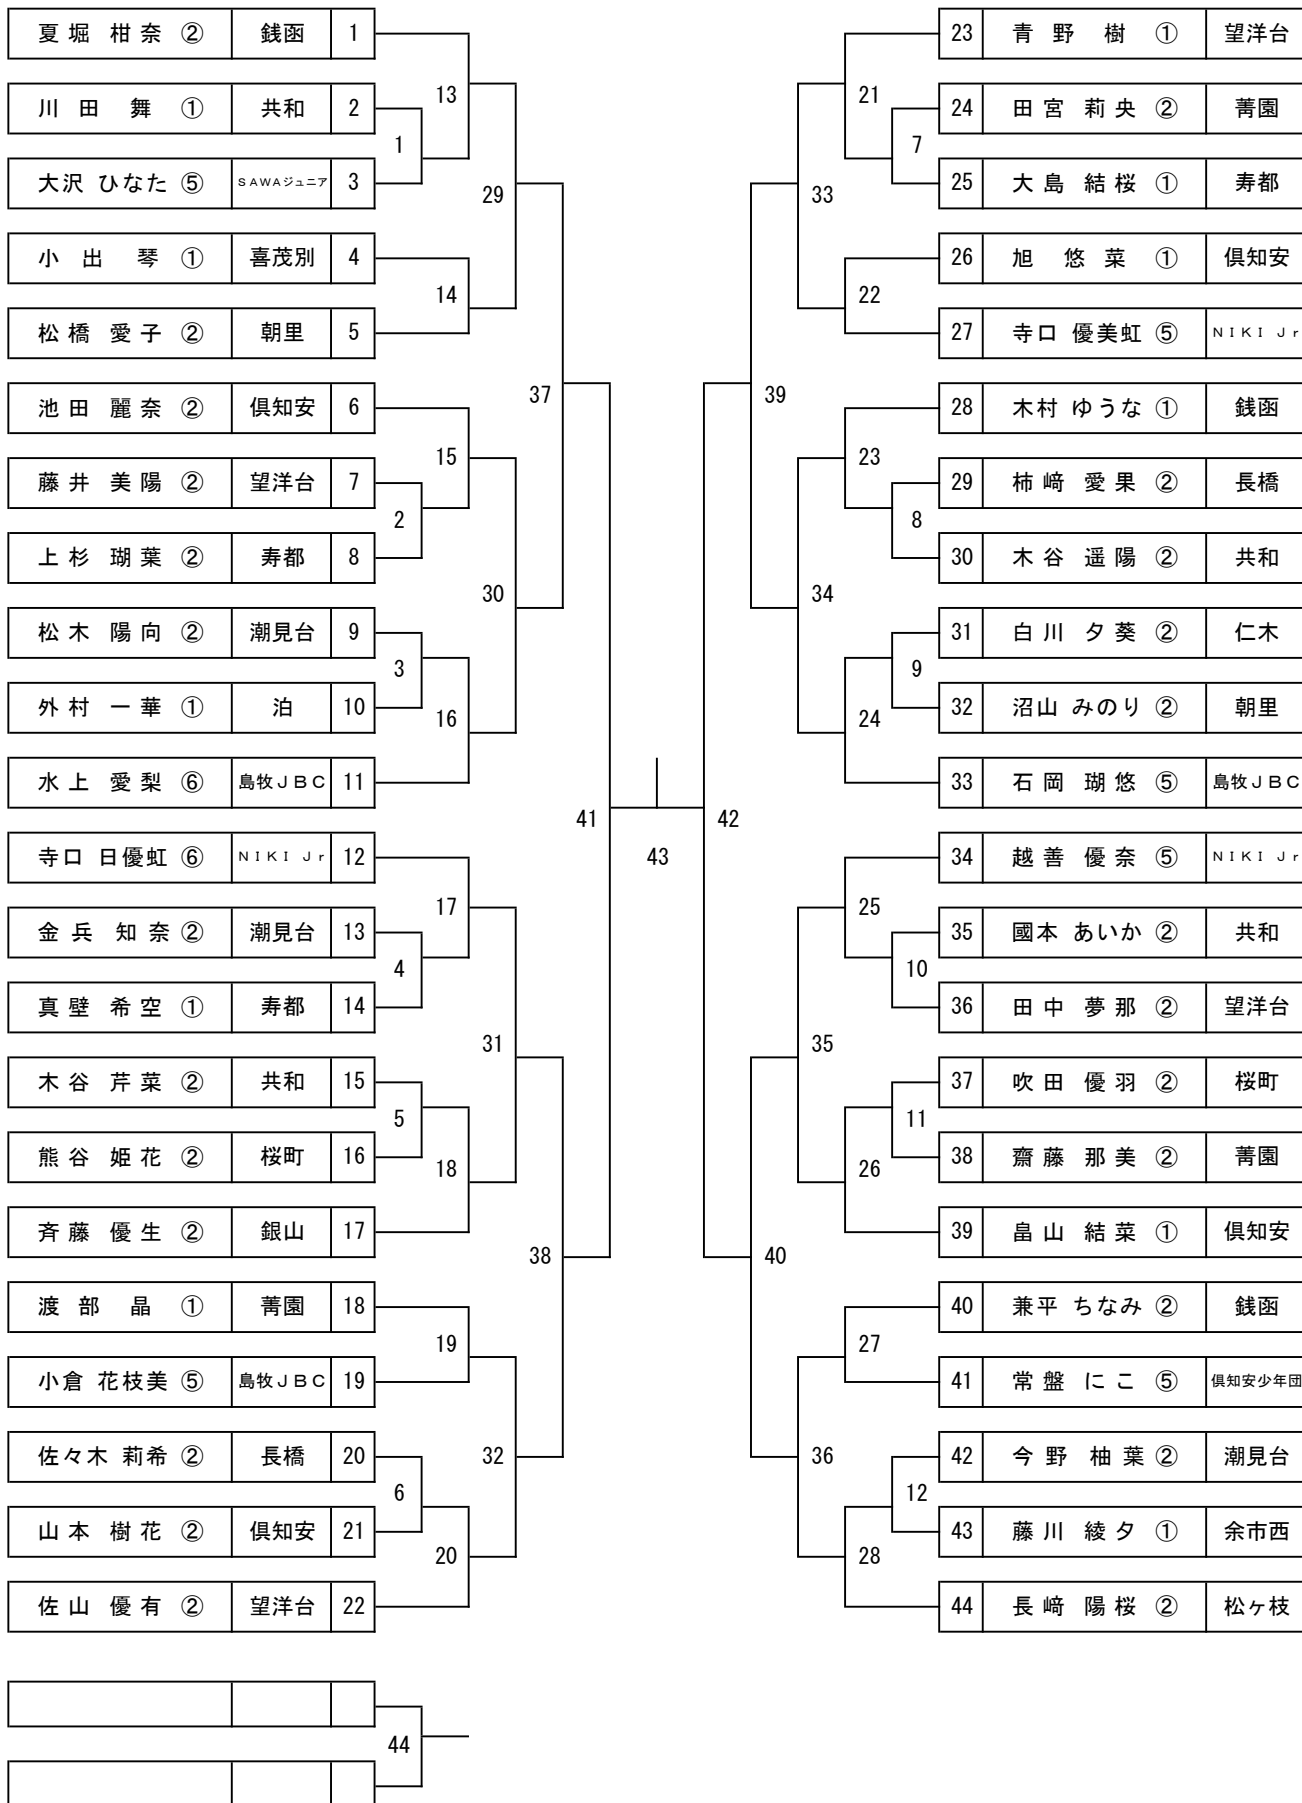 夏堀 柑奈 ② 銭函 1
川田 舞 ① 共和 2
大沢 ひなた ⑤ SAWAジュニア 3
小出 琴 ① 喜茂別 4
松橋 愛子 ② 朝里 5
池田 麗奈 ② 倶知安 6
藤井 美陽 ② 望洋台 7
上杉 瑚葉 ② 寿都 8
松木 陽向 ② 潮見台 9
外村 一華 ① 泊 10
水上 愛梨 ⑥ 島牧JBC 11
寺口 日優虹 ⑥ NIKI Jr 12
金兵 知奈 ② 潮見台 13
真壁 希空 ① 寿都 14
木谷 芹菜 ② 共和 15
熊谷 姫花 ② 桜町 16
斉藤 優生 ② 銀山 17
渡部 晶 ① 菁園 18
小倉 花枝美 ⑤ 島牧JBC 19
佐々木 莉希 ② 長橋 20
山本 樹花 ② 倶知安 21
佐山 優有 ② 望洋台 22
1
2
3
4
5
6
13
14
15
16
17
18
19
20
29
30
31
32
37
38
41
43
42
39
40
33
34
35
36
21
22
23
24
25
26
27
28
7
8
9
10
11
12
23 青野 樹 ① 望洋台
24 田宮 莉央 ② 菁園
25 大島 結桜 ① 寿都
26 旭 悠菜 ① 倶知安
27 寺口 優美虹 ⑤ NIKI Jr
28 木村 ゆうな ① 銭函
29 柿﨑 愛果 ② 長橋
30 木谷 遥陽 ② 共和
31 白川 夕葵 ② 仁木
32 沼山 みのり ② 朝里
33 石岡 瑚悠 ⑤ 島牧JBC
34 越善 優奈 ⑤ NIKI Jr
35 國本 あいか ② 共和
36 田中 夢那 ② 望洋台
37 吹田 優羽 ② 桜町
38 齋藤 那美 ② 菁園
39 畠山 結菜 ① 倶知安
40 兼平 ちなみ ② 銭函
41 常盤 にこ ⑤ 倶知安少年団
42 今野 柚葉 ② 潮見台
43 藤川 綾夕 ① 余市西
44 長﨑 陽桜 ② 松ヶ枝
44